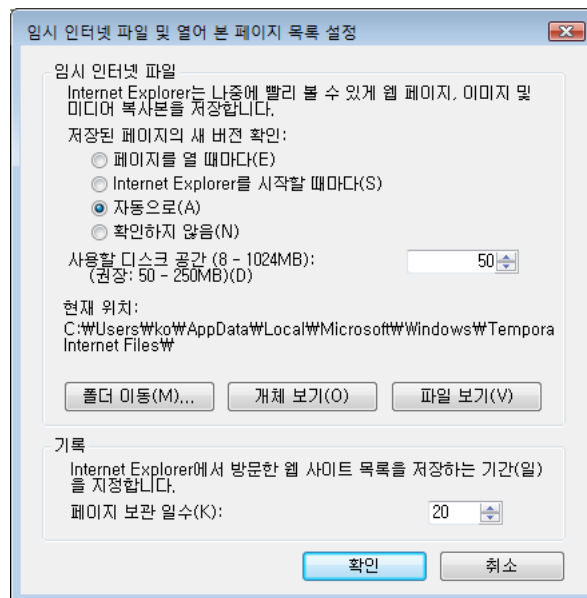 임시 인터넷 파일 및 열어 본 페이지 목록 설정
임시 인터넷 파일
Internet Explorer는 나중에 빨리 볼 수 있게 웹 페이지, 이미지 및
미디어 복사본을 저장합니다.
저장된 페이지의 새 버전 확인:
페이지를 열 때마다(E)
Internet Explorer를 시작할 때마다(S)
자동으로(A)
확인하지 않음(N)
사용할 디스크 공간 (8 - 1024MB):
(권장: 50 - 250MB)(D)
50
현재 위치:
C:₩Users₩ko₩AppData₩Local₩Microsoft₩Windows₩Tempora
Internet Files₩
폴더 이동(M)... 개체 보기(O) 파일 보기(V)
기록
Internet Explorer에서 방문한 웹 사이트 목록을 저장하는 기간(일)
을 지정합니다.
페이지 보관 일수(K): 20
확인 취소